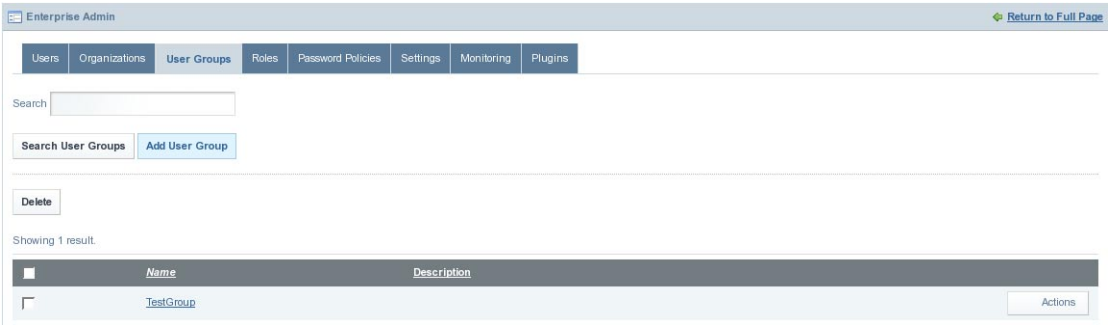 Enterprise Admin Return to Full Page
Users Organizations User Groups Roles Password Policies Settings Monitoring Plugins
Search
Search User Groups Add User Group
Delete
Showing 1 result.
Name Description
TestGroup Actions